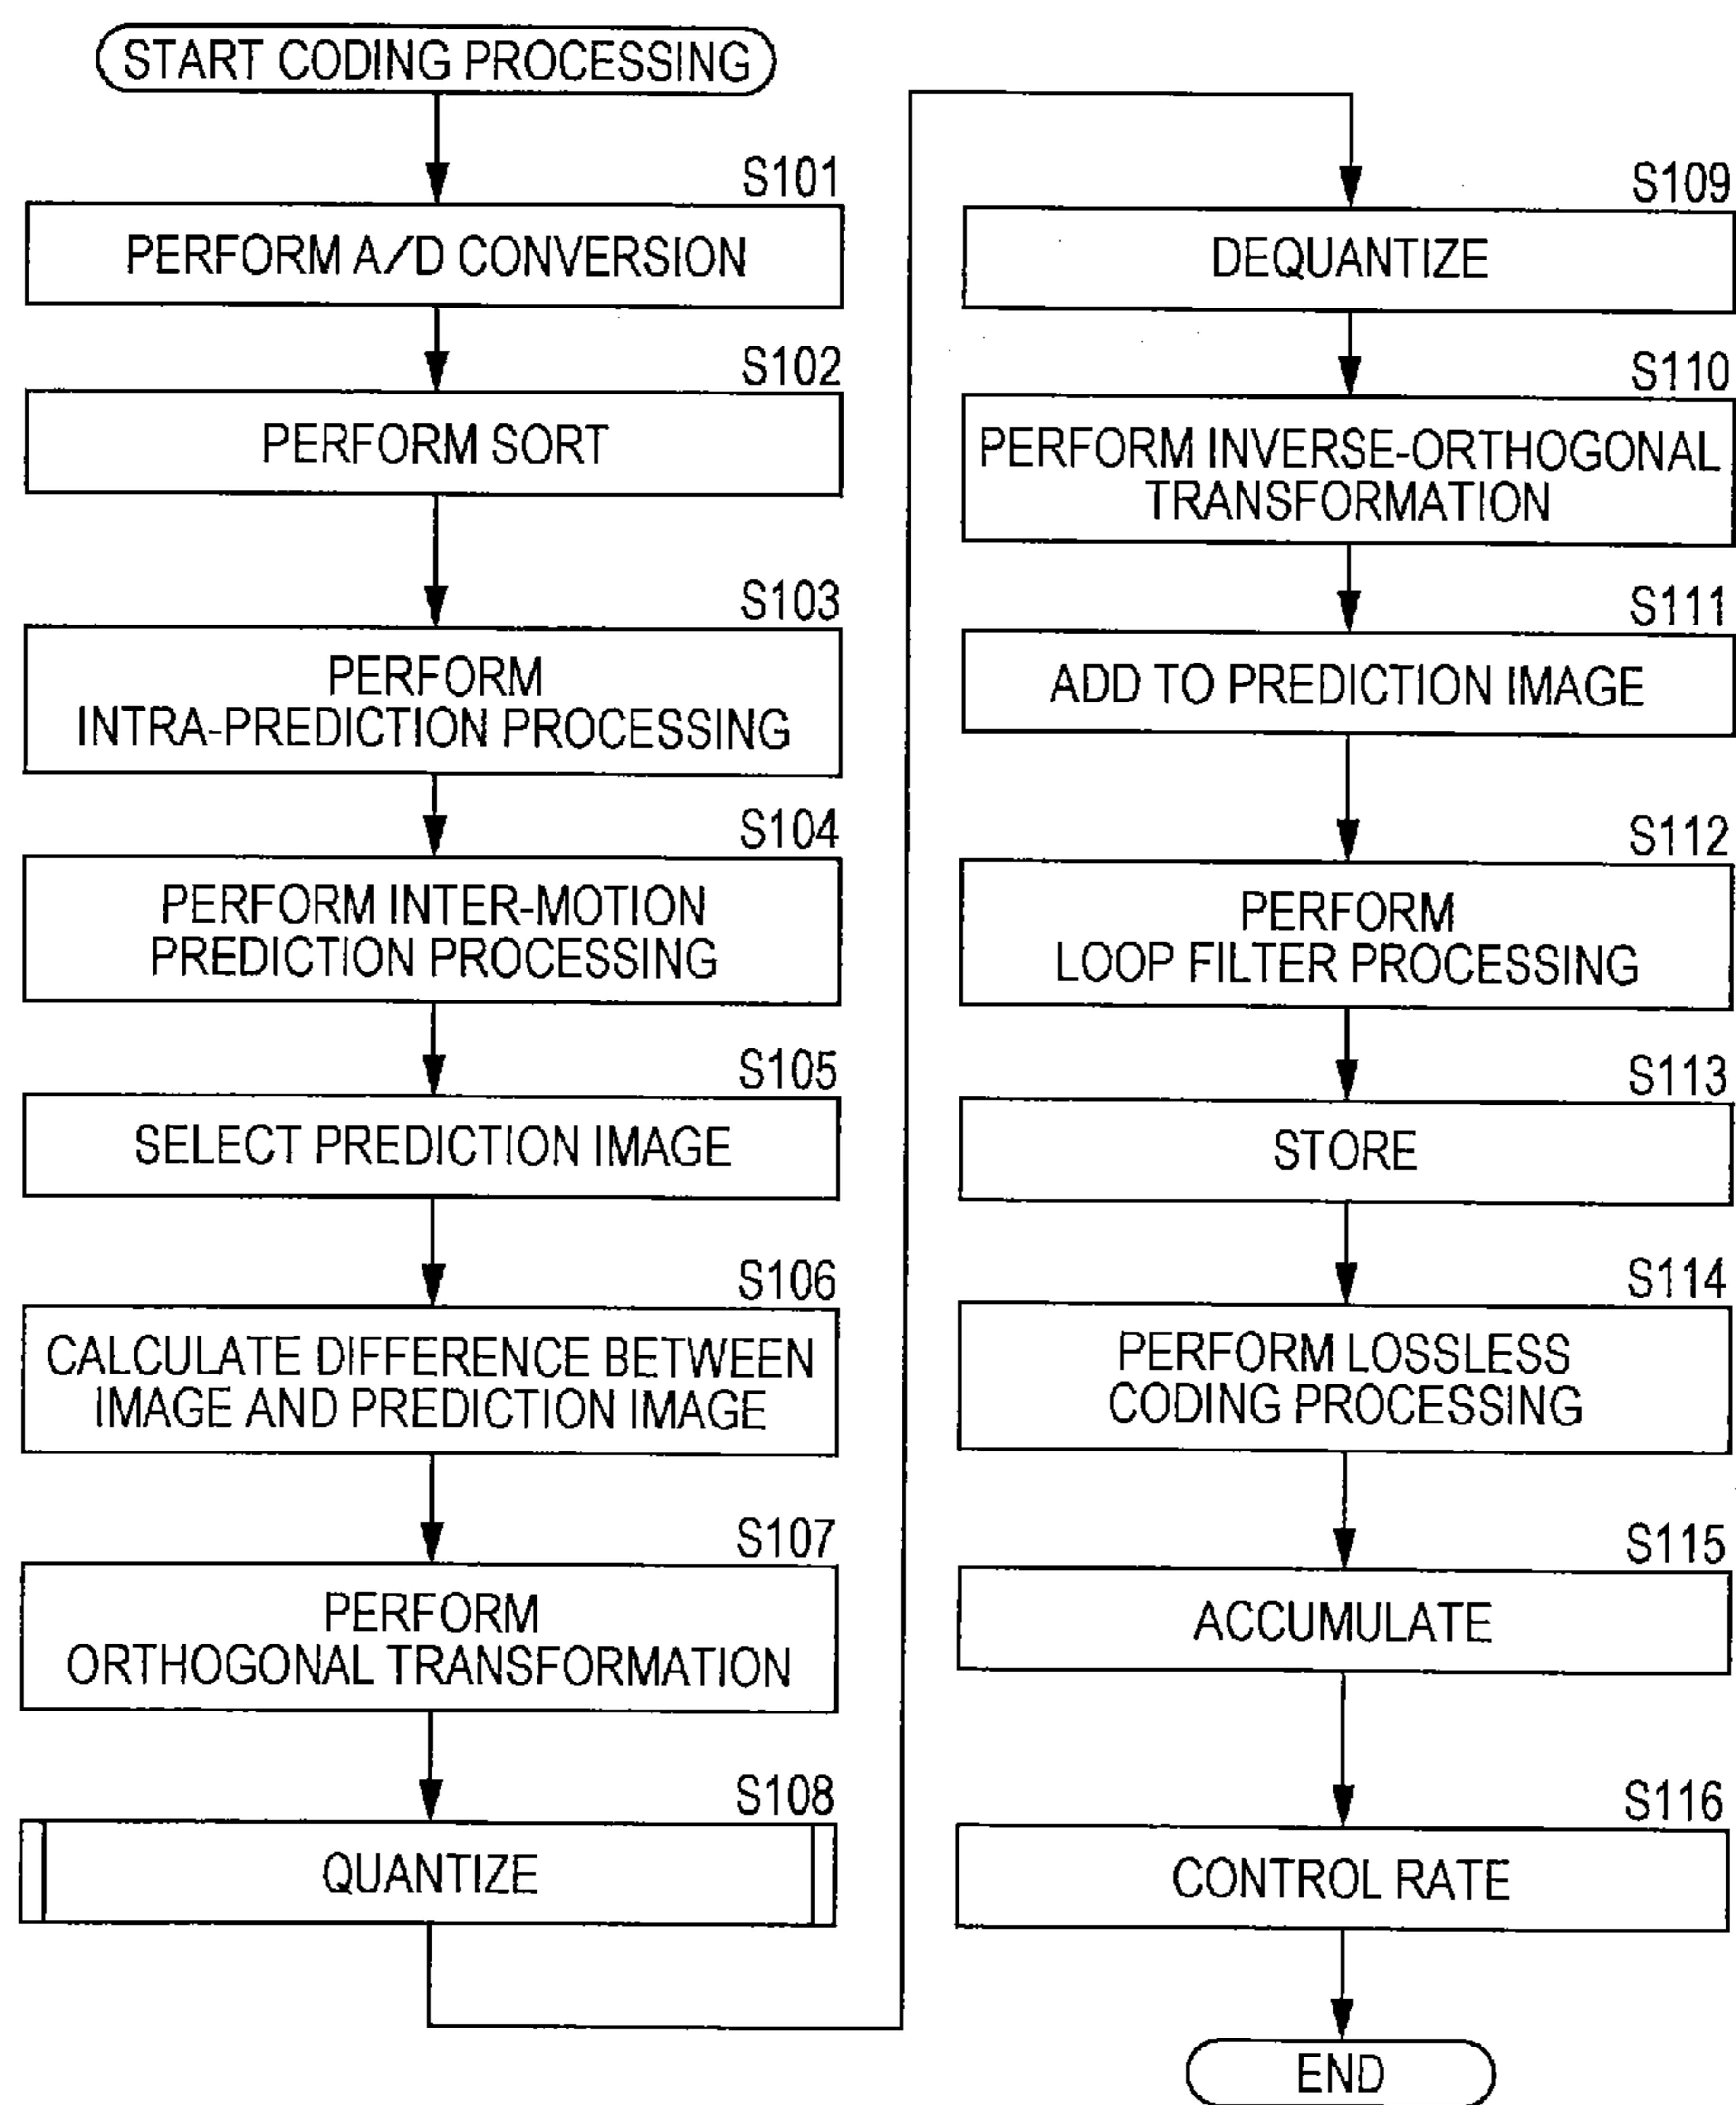 START CODING PROCESSING
S101
PERFORM A/D CONVERSION
S102
PERFORM SORT
S103
PERFORM
INTRA-PREDICTION PROCESSING
S104
PERFORM INTER-MOTION
PREDICTION PROCESSING
S105
SELECT PREDICTION IMAGE
S106
CALCULATE DIFFERENCE BETWEEN
IMAGE AND PREDICTION IMAGE
S107
PERFORM
ORTHOGONAL TRANSFORMATION
S108
QUANTIZE
S109
DEQUANTIZE
S110
PERFORM INVERSE-ORTHOGONAL
TRANSFORMATION
S111
ADD TO PREDICTION IMAGE
S112
PERFORM
LOOP FILTER PROCESSING
S113
STORE
S114
PERFORM LOSSLESS
CODING PROCESSING
S115
ACCUMULATE
S116
CONTROL RATE
END